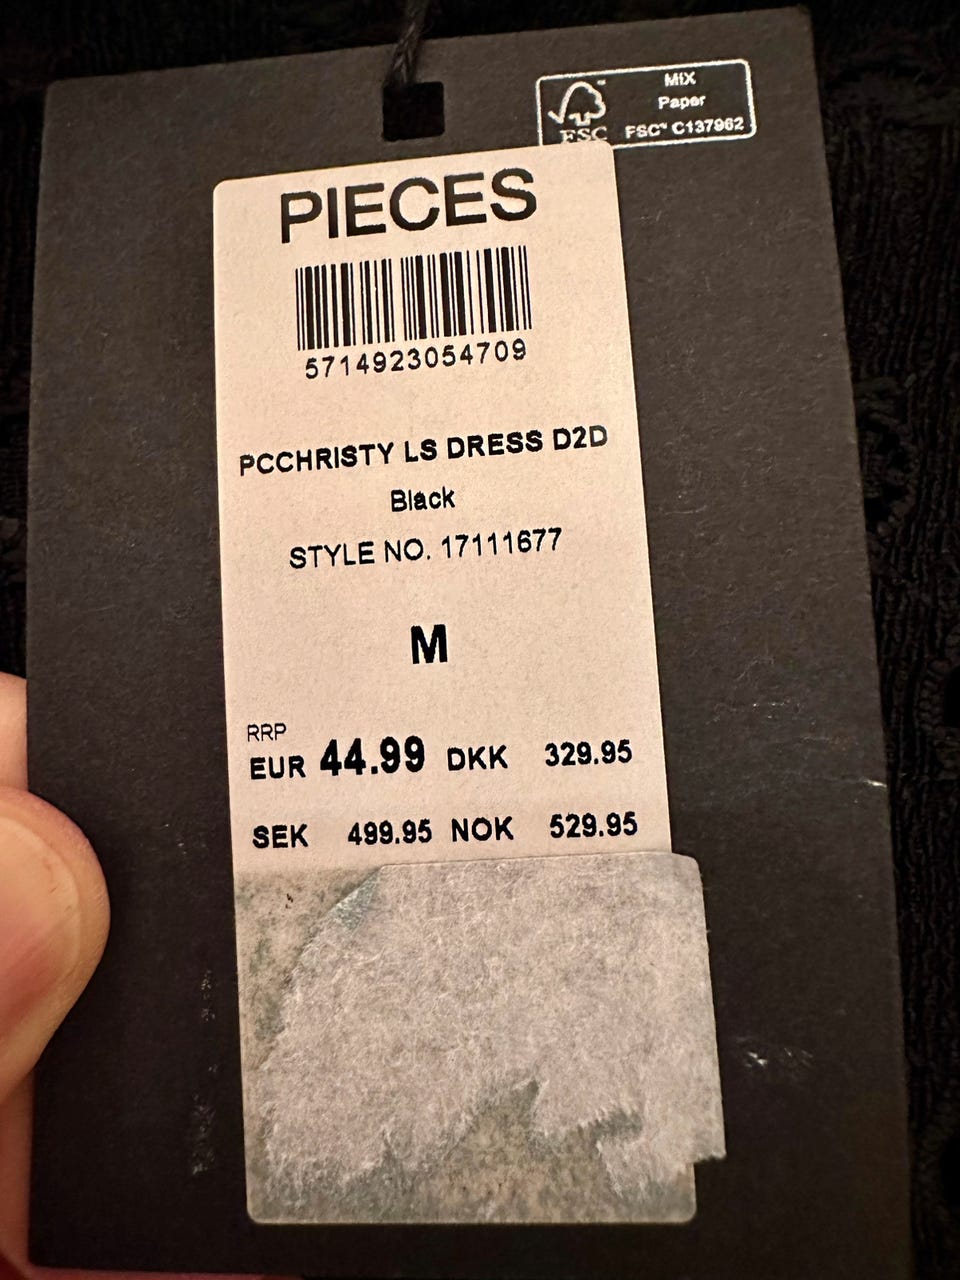 MIX
Paper
FSC™ C137962
FSC
PIECES
5714923054709
PCCHRISTY LS DRESS D2D
Black
STYLE NO. 17111677
M
RRP
EUR 44.99 DKK 329.95
SEK 499.95 NOK 529.95